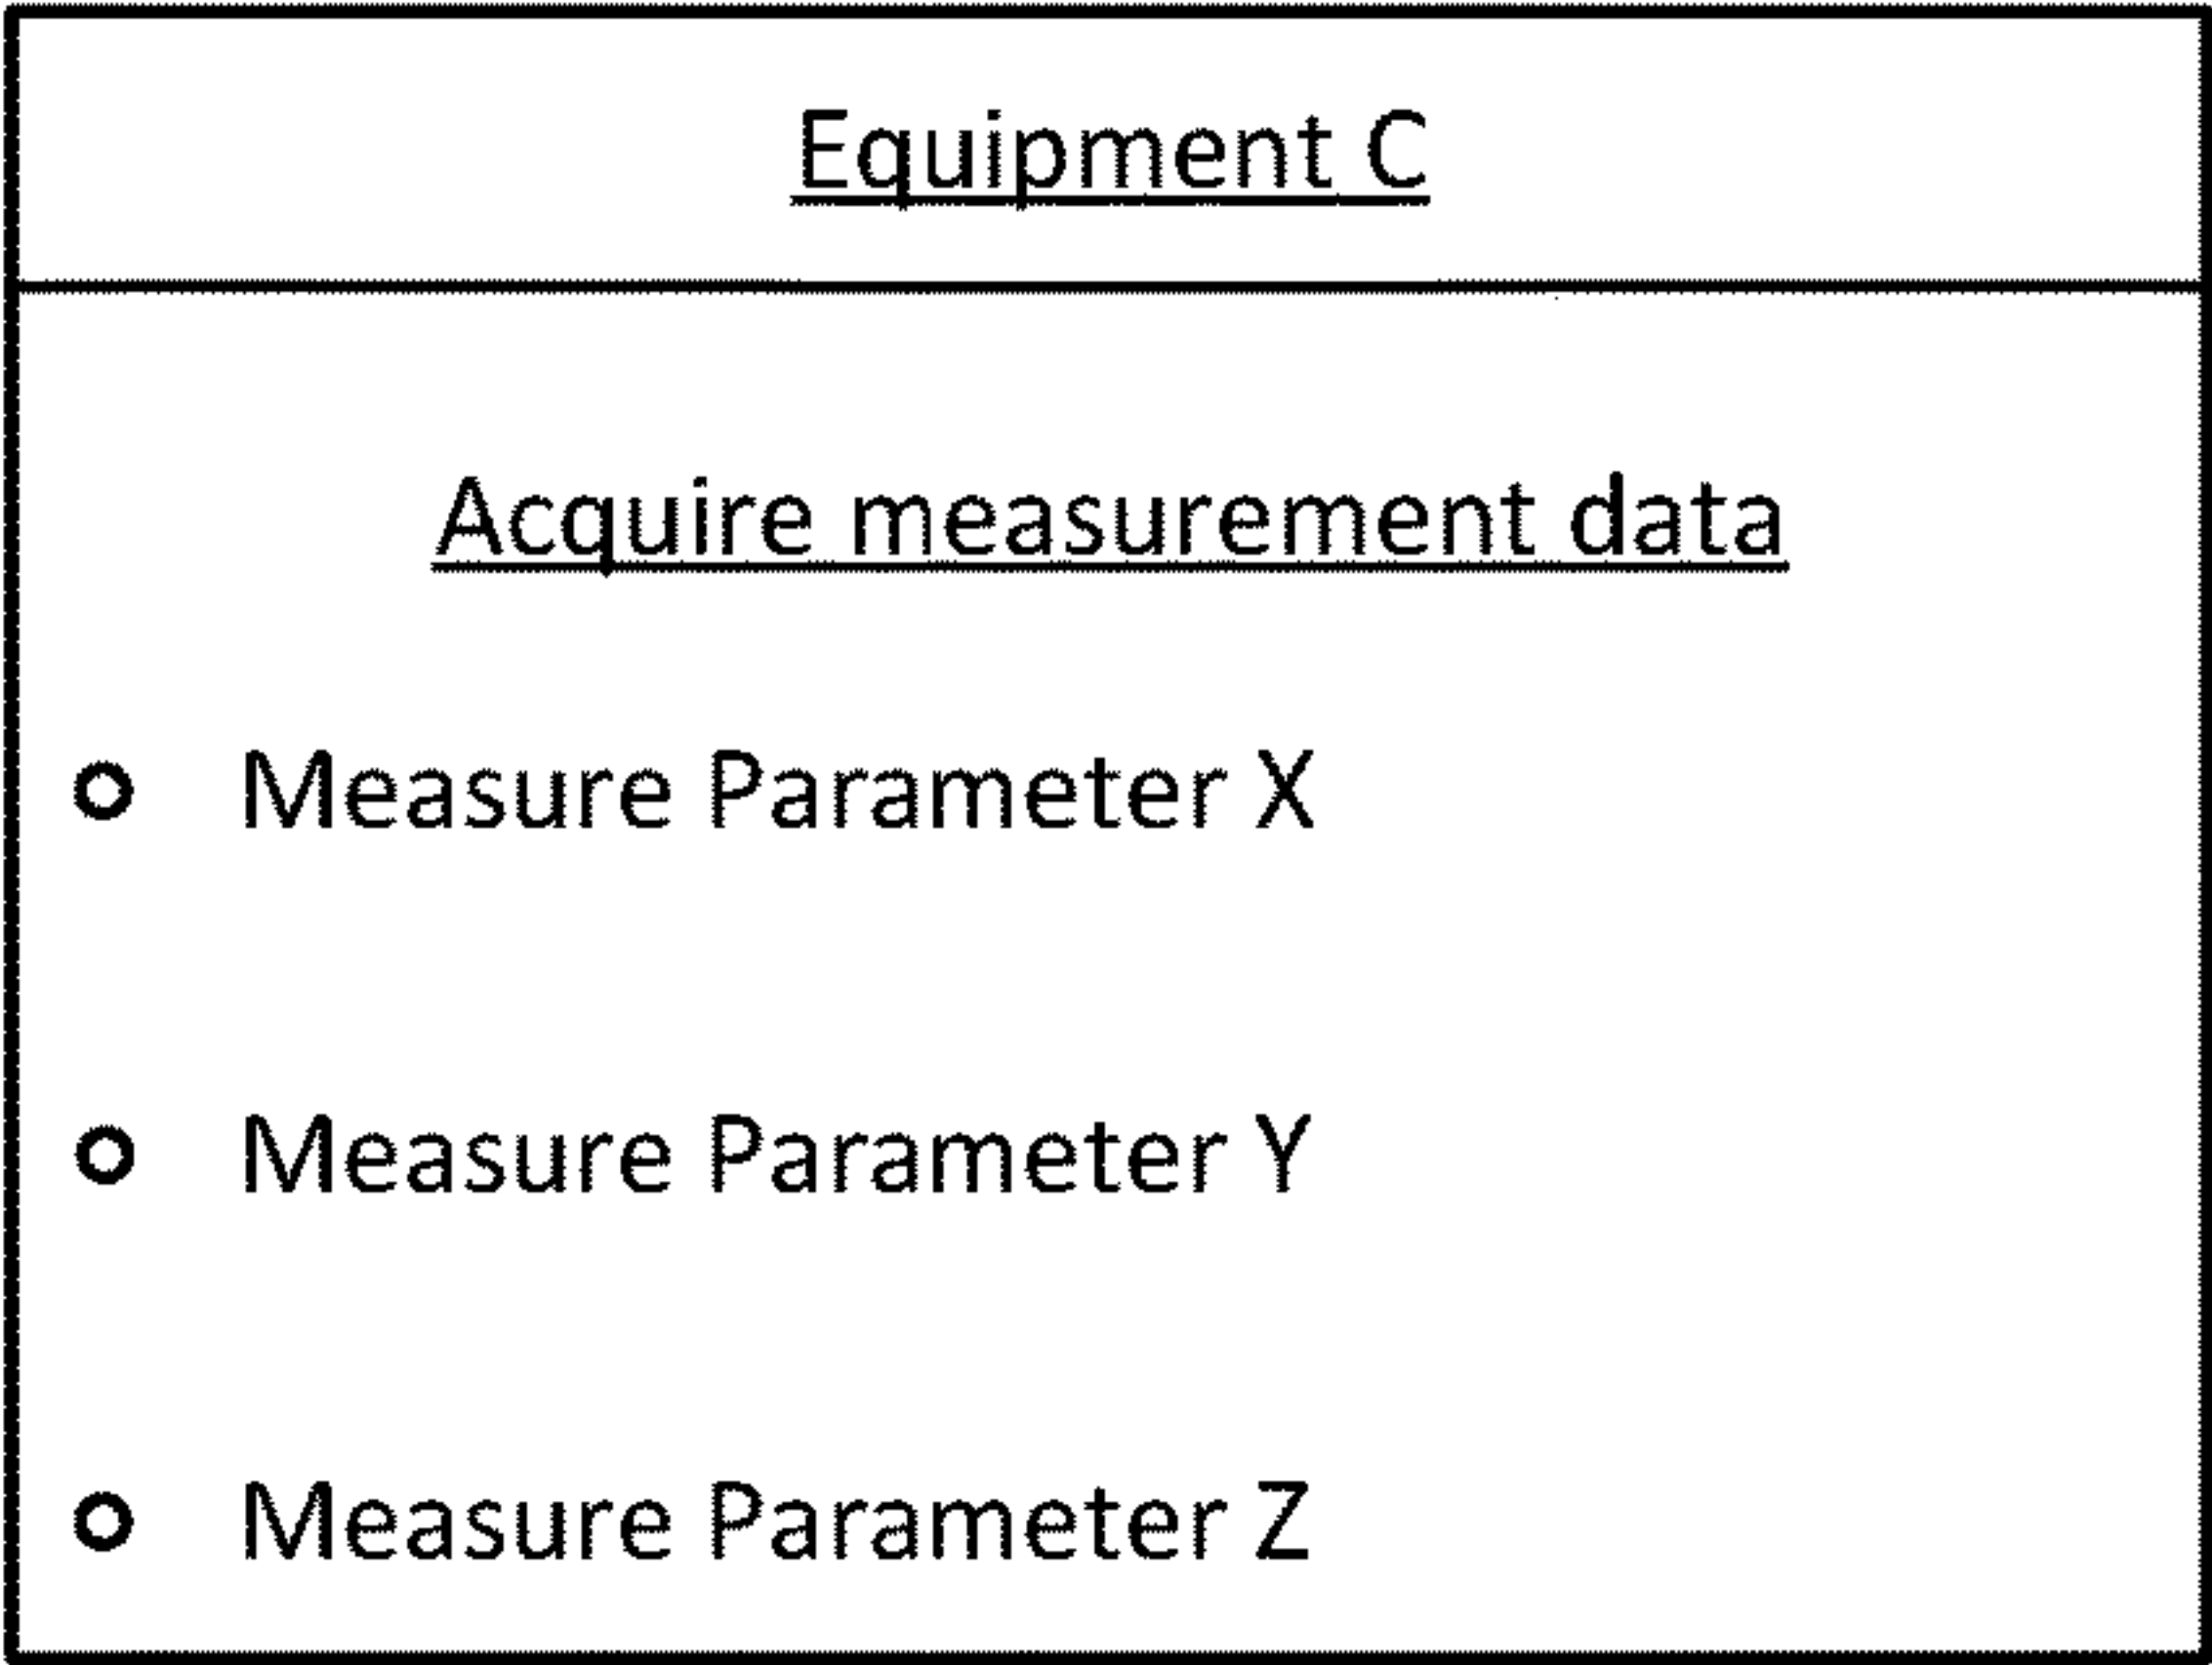 Equipment C
Acquire measurement data
Measure Parameter X
Measure Parameter Y
Measure Parameter Z